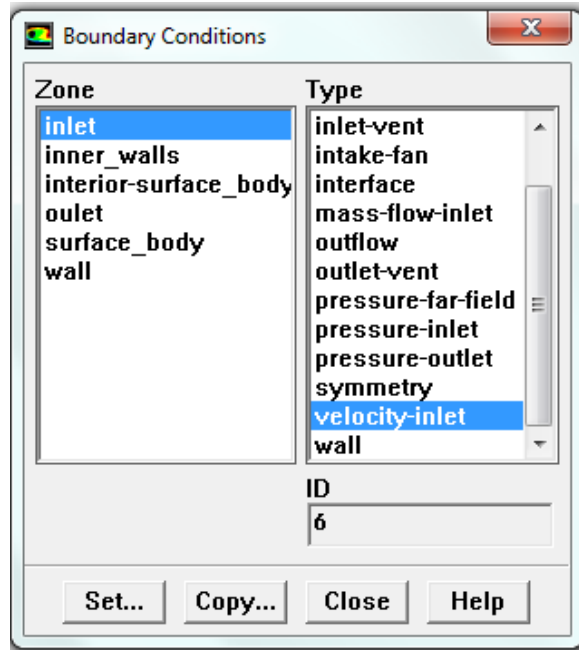 Boundary Conditions
Zone
inlet
inner_walls
interior-surface_body
oulet
surface_body
wall
Type
inlet-vent
intake-fan
interface
mass-flow-inlet
outflow
outlet-vent
pressure-far-field
pressure-inlet
pressure-outlet
symmetry
velocity-inlet
wall
ID
6
Set... Copy... Close Help